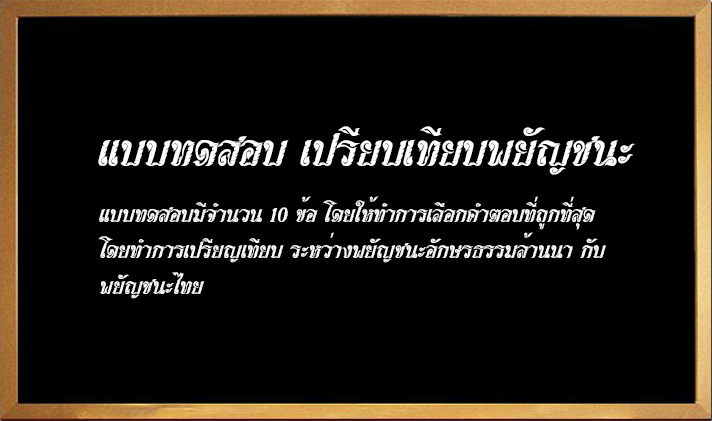 แบบทดสอบ เปรียบเทียบพยัญชนะ
แบบทดสอบมีจำนวน 10 ข้อ โดยให้ทำการเลือกคำตอบที่ถูกที่สุด
โดยทำการเปรียญเทียบ ระหว่างพยัญชนะอักษรธรรมล้านนา กับ
พยัญชนะไทย